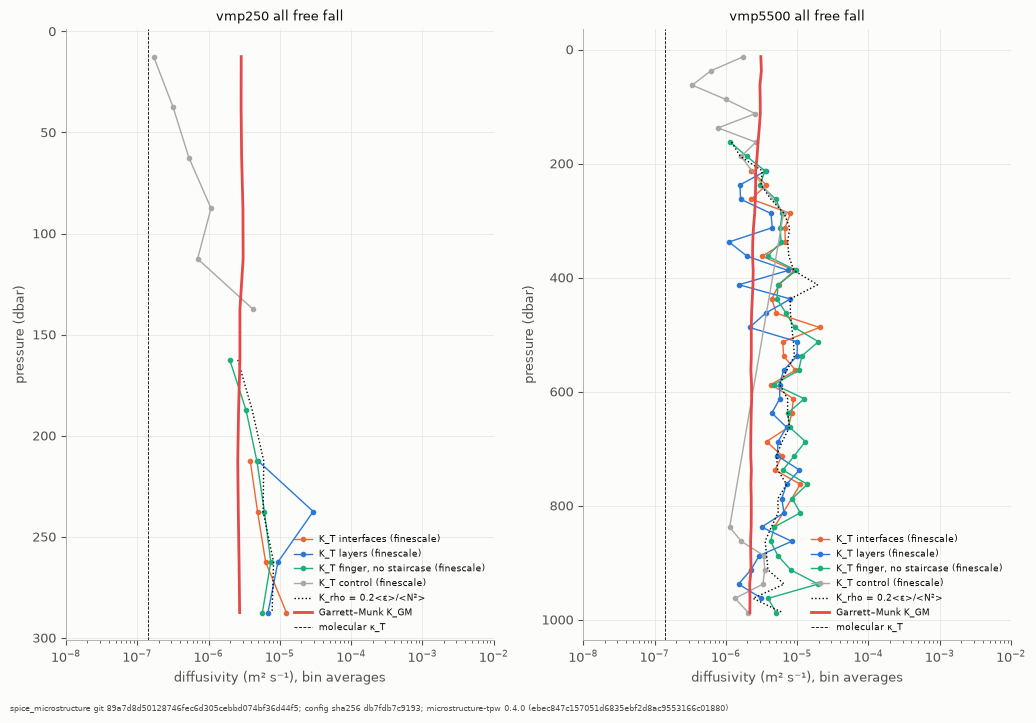 vmp250 all free fall
0
50
100
150
200
250
300
pressure (dbar)
10⁻⁸ 10⁻⁷ 10⁻⁶ 10⁻⁵ 10⁻⁴ 10⁻³ 10⁻²
diffusivity (m² s⁻¹), bin averages
K_T interfaces (finescale)
K_T layers (finescale)
K_T finger, no staircase (finescale)
K_T control (finescale)
K_rho = 0.2<ε>/<N²>
Garrett–Munk K_GM
molecular κ_T
vmp5500 all free fall
0
200
400
600
800
1000
pressure (dbar)
10⁻⁸ 10⁻⁷ 10⁻⁶ 10⁻⁵ 10⁻⁴ 10⁻³ 10⁻²
diffusivity (m² s⁻¹), bin averages
K_T interfaces (finescale)
K_T layers (finescale)
K_T finger, no staircase (finescale)
K_T control (finescale)
K_rho = 0.2<ε>/<N²>
Garrett–Munk K_GM
molecular κ_T
spice_microstructure git 89a7d8d50128746fec6d305cebbd074bf36d44f5; config sha256 db7fdb7c9193; microstructure-tpw 0.4.0 (ebec847c157051d6835ebf2d8ac9553166c01880)